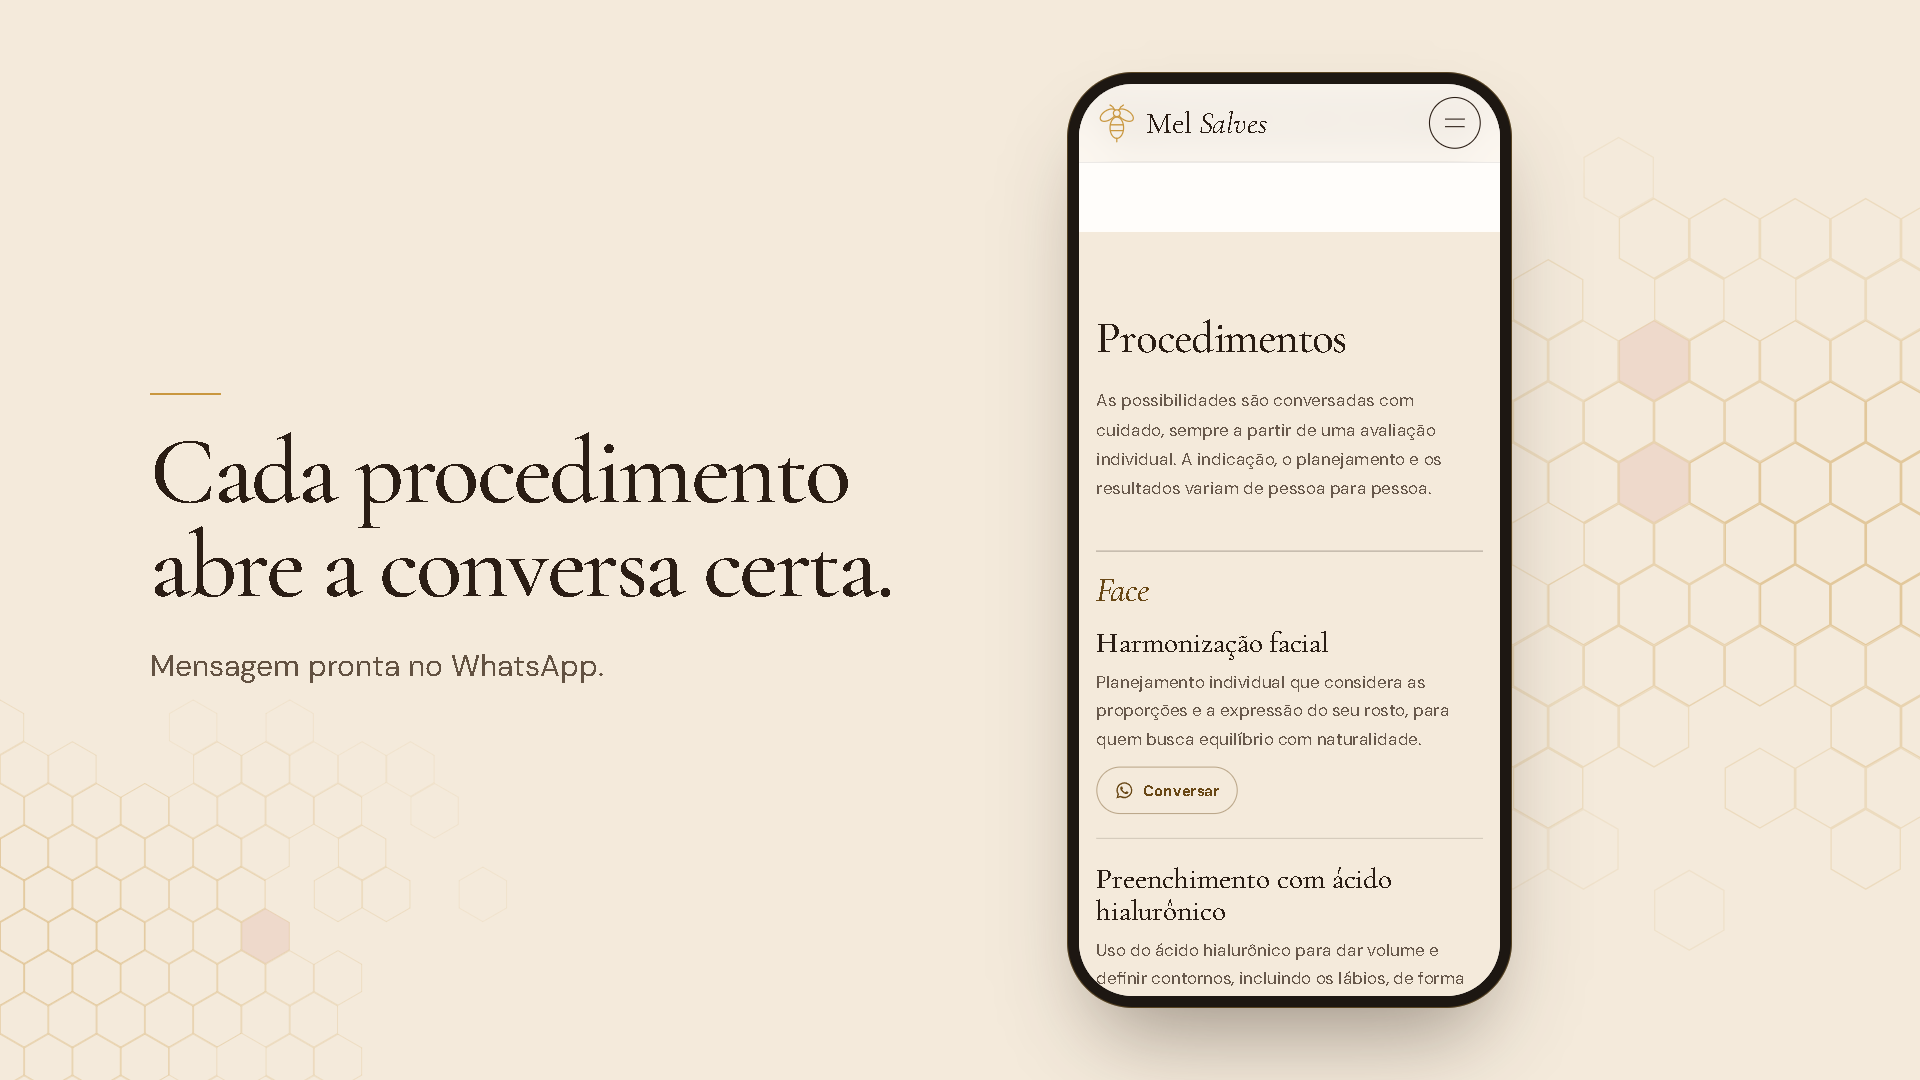 Cada procedimento
abre a conversa certa.
Mensagem pronta no WhatsApp.
Mel Salves
Procedimentos
As possibilidades são conversadas com
cuidado, sempre a partir de uma avaliação
individual. A indicação, o planejamento e os
resultados variam de pessoa para pessoa.
Face
Harmonização facial
Planejamento individual que considera as
proporções e a expressão do seu rosto, para
quem busca equilíbrio com naturalidade.
Conversar
Preenchimento com ácido
hialurônico
Uso do ácido hialurônico para dar volume e
definir contornos, incluindo os lábios, de forma